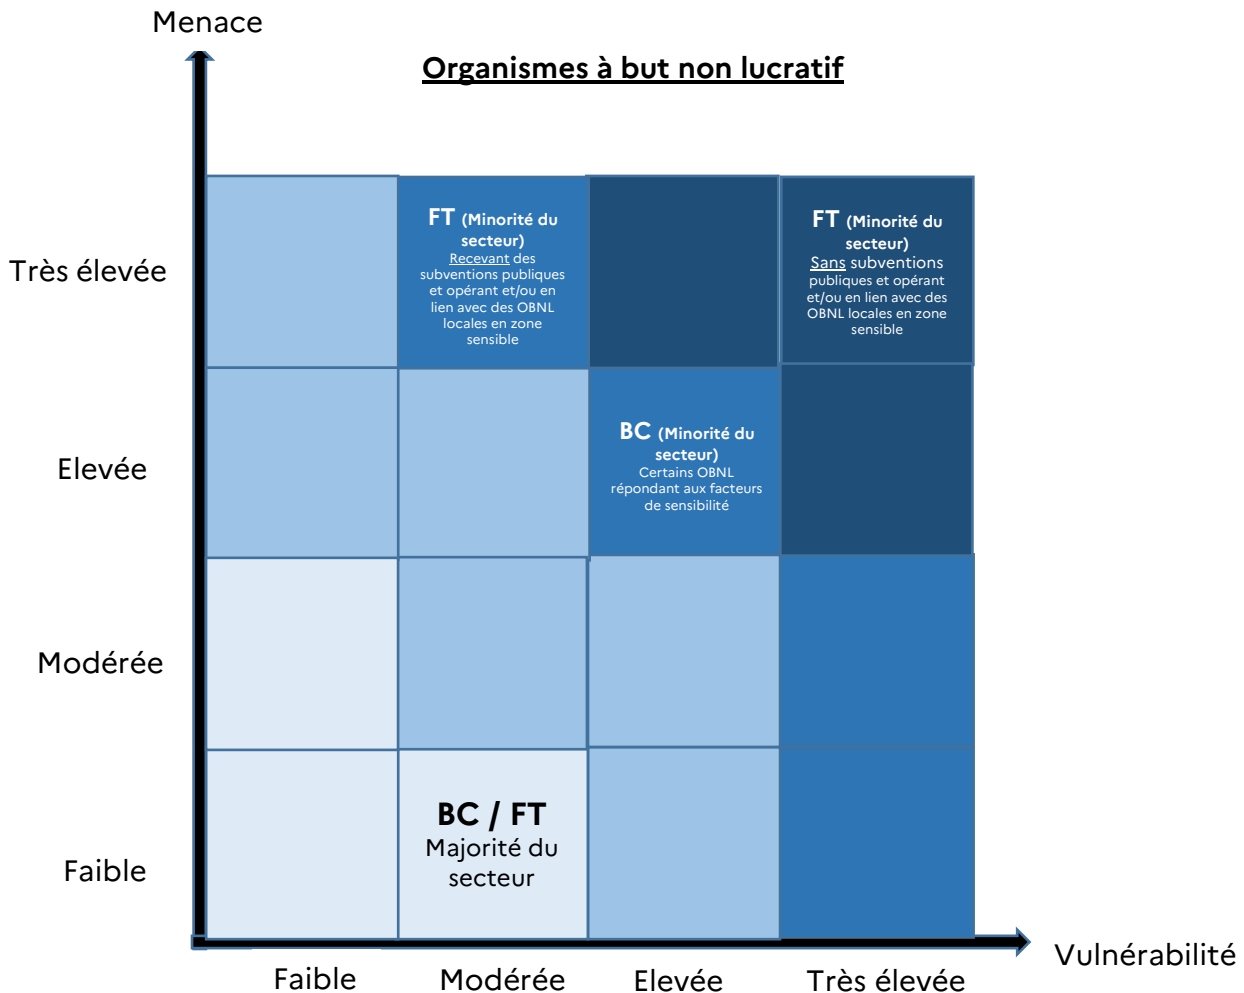 Menace
Organismes à but non lucratif
Très élevée
FT (Minorité du
secteur)
Recevant des
subventions publiques
et opérant et/ou en
lien avec des OBNL
locales en zone
sensible
FT (Minorité du
secteur)
Sans subventions
publiques et opérant
et/ou en lien avec des
OBNL locales en zone
sensible
Elevée
BC (Minorité du
secteur)
Certains OBNL
répondant aux facteurs
de sensibilité
Modérée
Faible
BC / FT
Majorité du
secteur
Vulnérabilité
Faible
Modérée
Elevée
Très élevée